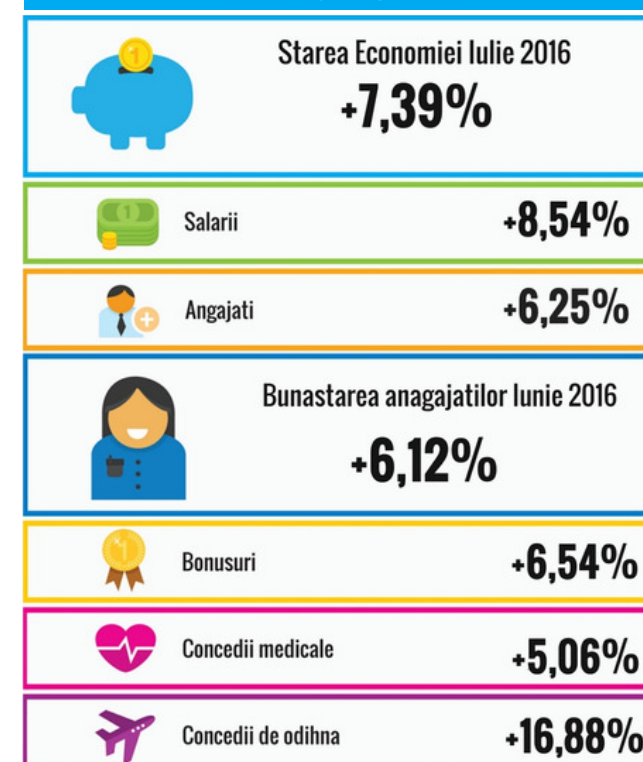 Starea Economiei Iulie 2016
+7,39%
Salarii +8,54%
Angajati +6,25%
Bunastarea anagajatilor Iunie 2016
+6,12%
Bonusuri +6,54%
Concedii medicale +5,06%
Concedii de odihna +16,88%